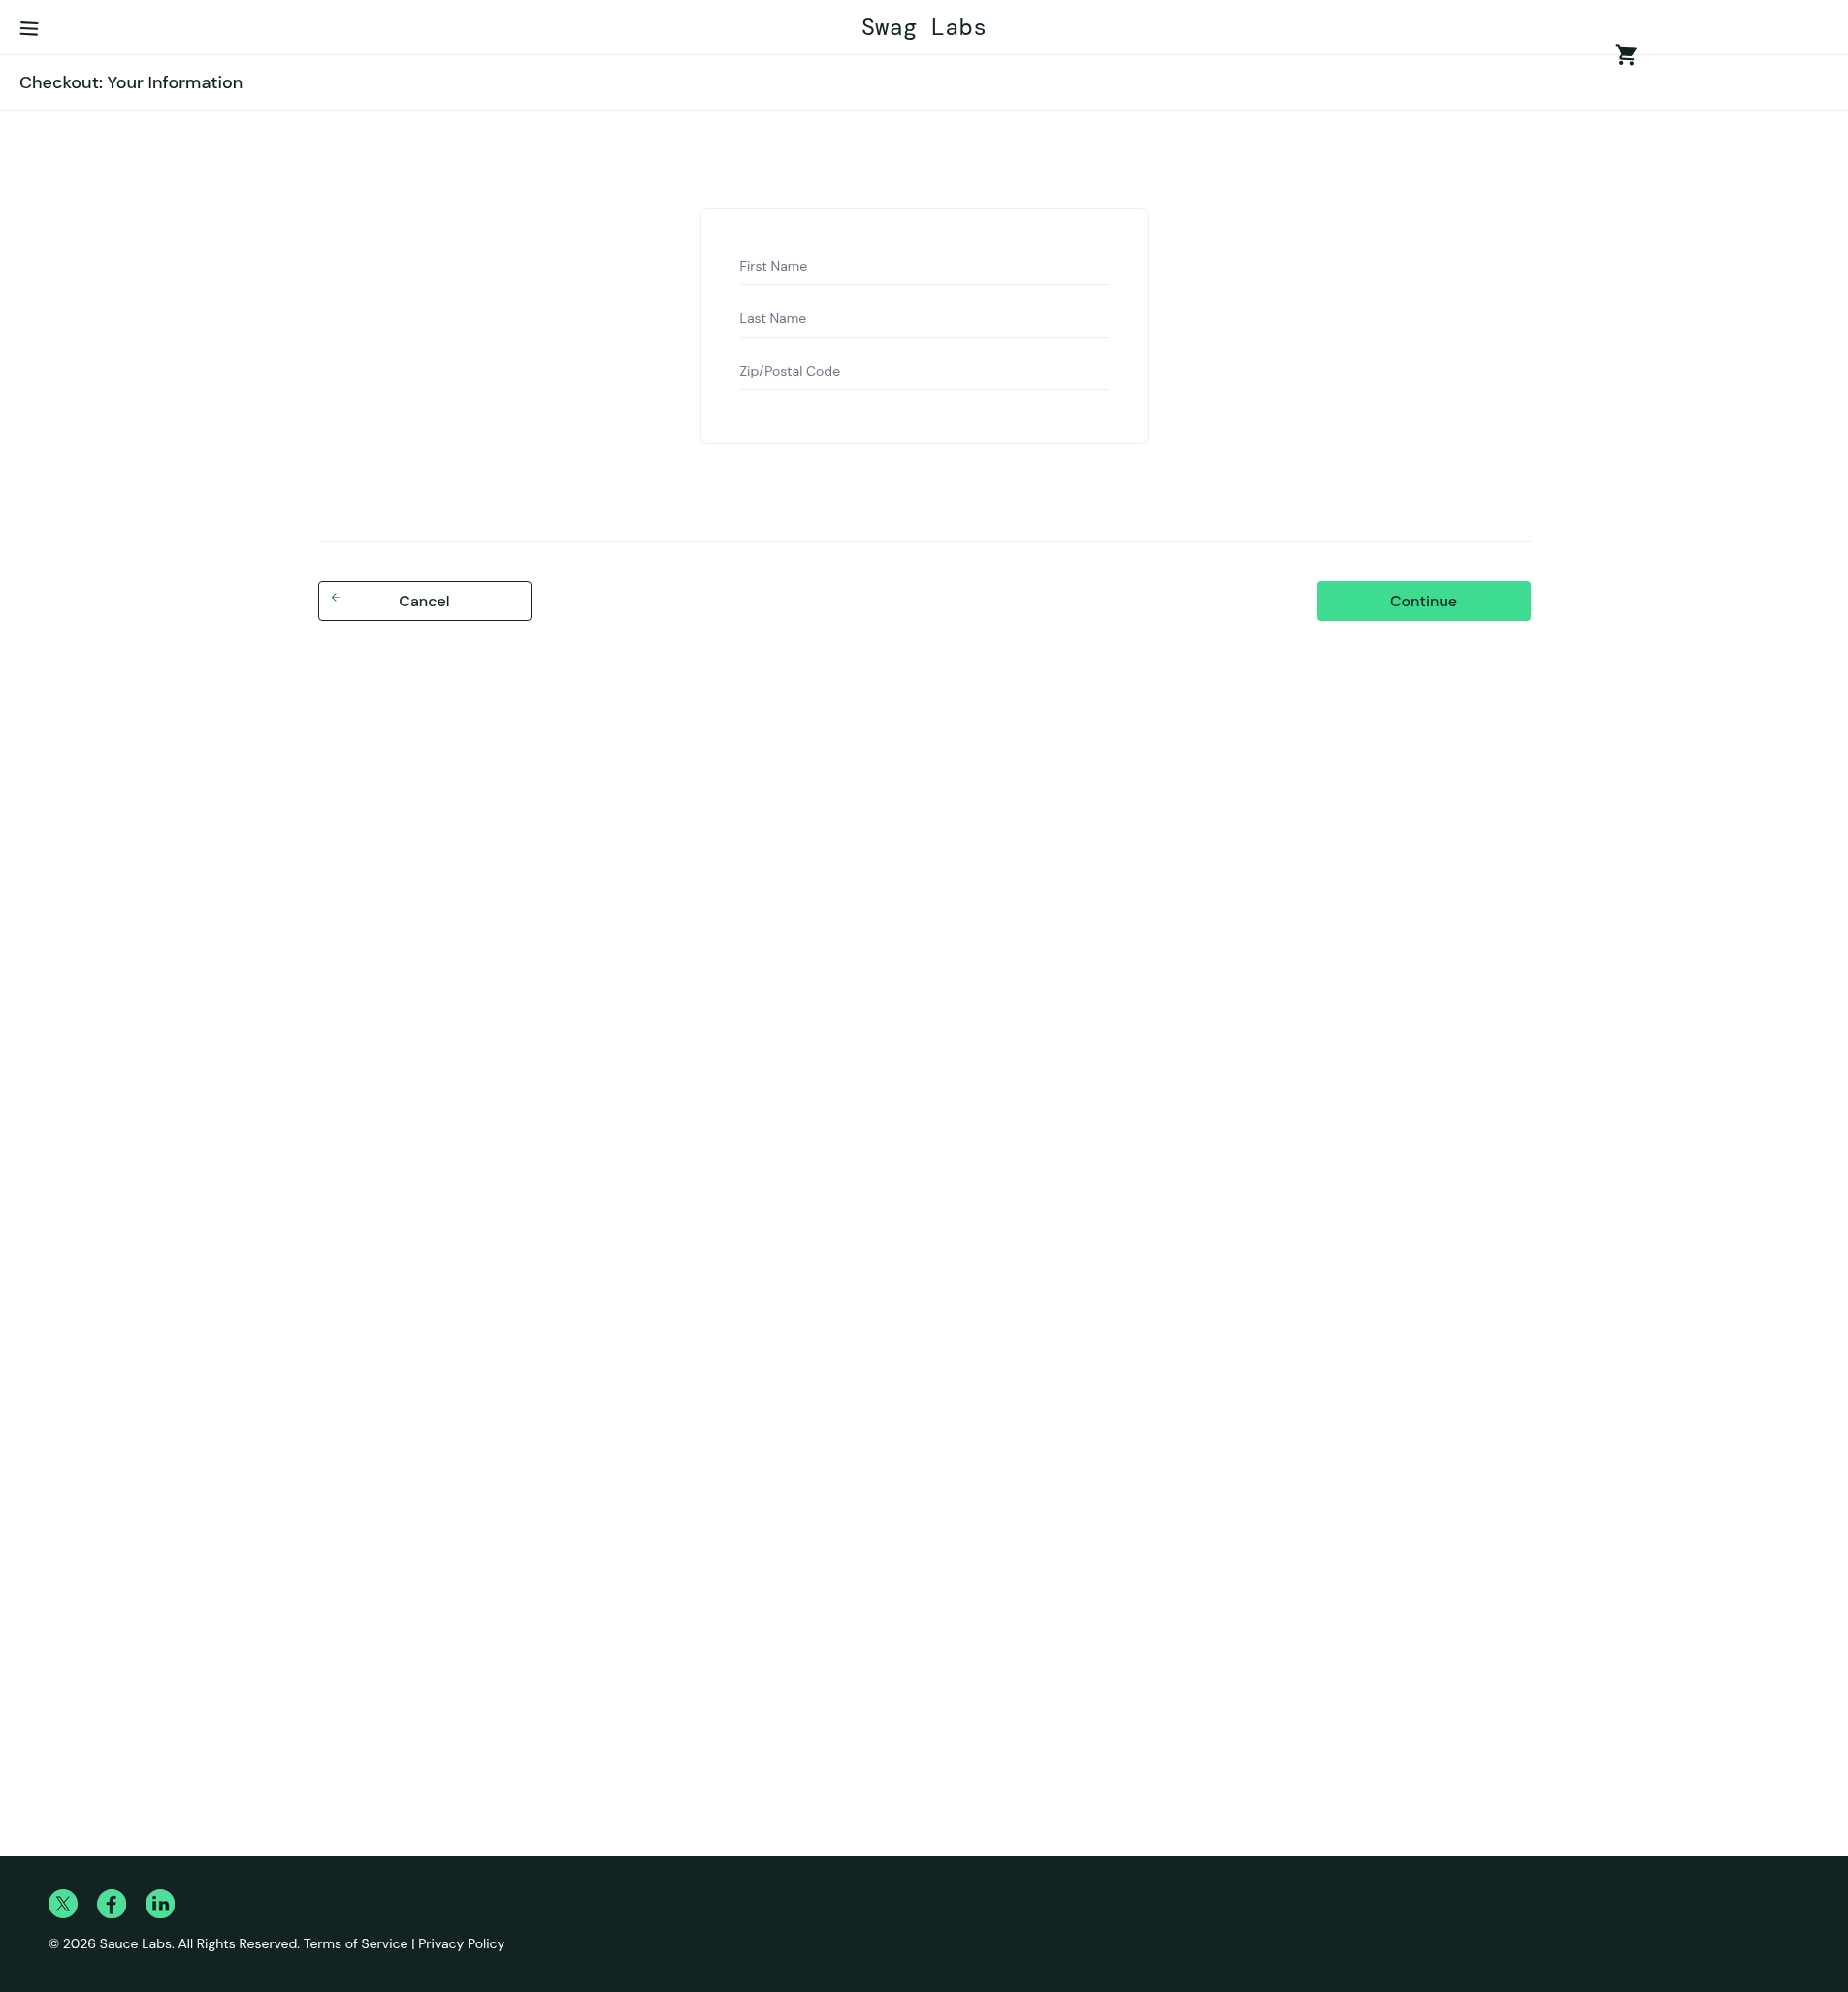 Swag Labs
Checkout: Your Information
First Name
Last Name
Zip/Postal Code
Cancel
Continue
© 2026 Sauce Labs. All Rights Reserved. Terms of Service | Privacy Policy